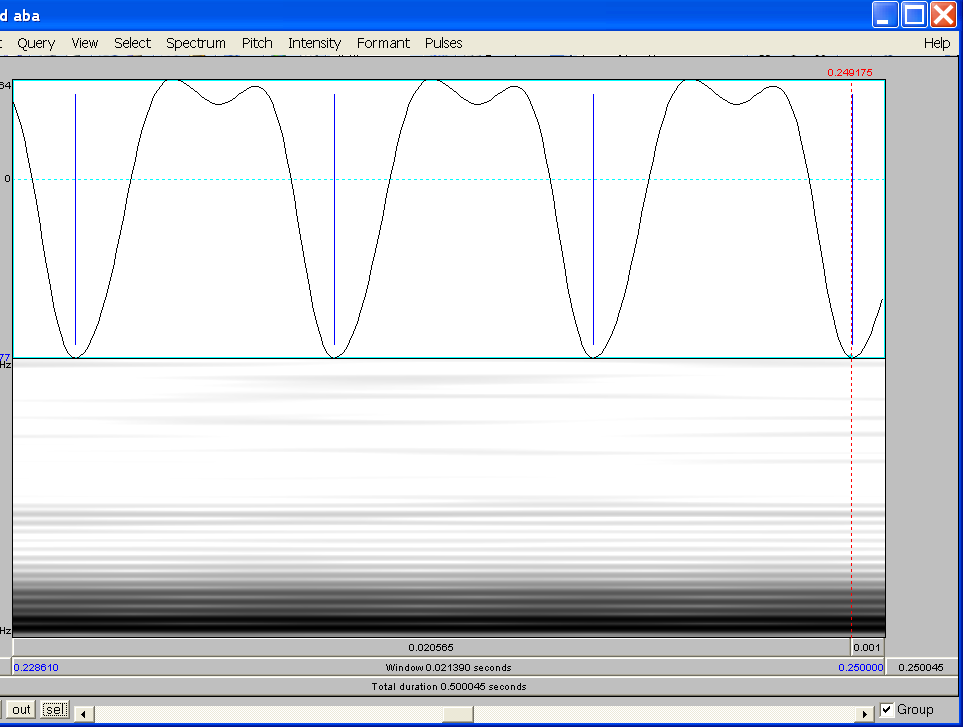 d aba
Query View Select Spectrum Pitch Intensity Formant Pulses Help
0.249175
64
0
77
Hz
Hz
0.020565 0.001
0.228610 Window 0.021390 seconds 0.250000 0.250045
Total duration 0.500045 seconds
out sel Group